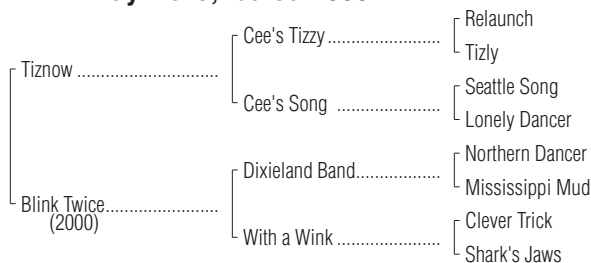 Cee's Tizzy
Relaunch
Tizly
Tiznow
Cee's Song
Seattle Song
Lonely Dancer
Dixieland Band
Northern Dancer
Mississippi Mud
Blink Twice
(2000)
With a Wink
Clever Trick
Shark's Jaws